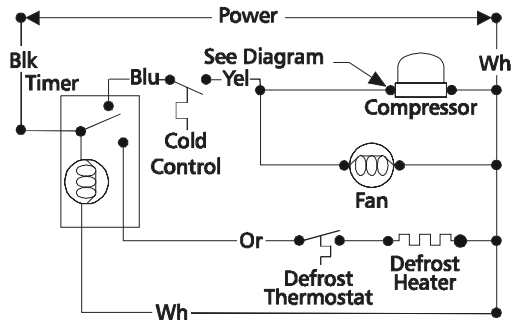 Power
Blk
Timer
Blu
See Diagram
Yel
Wh
Compressor
Cold
Control
Fan
Or
Defrost
Thermostat
Defrost
Heater
Wh